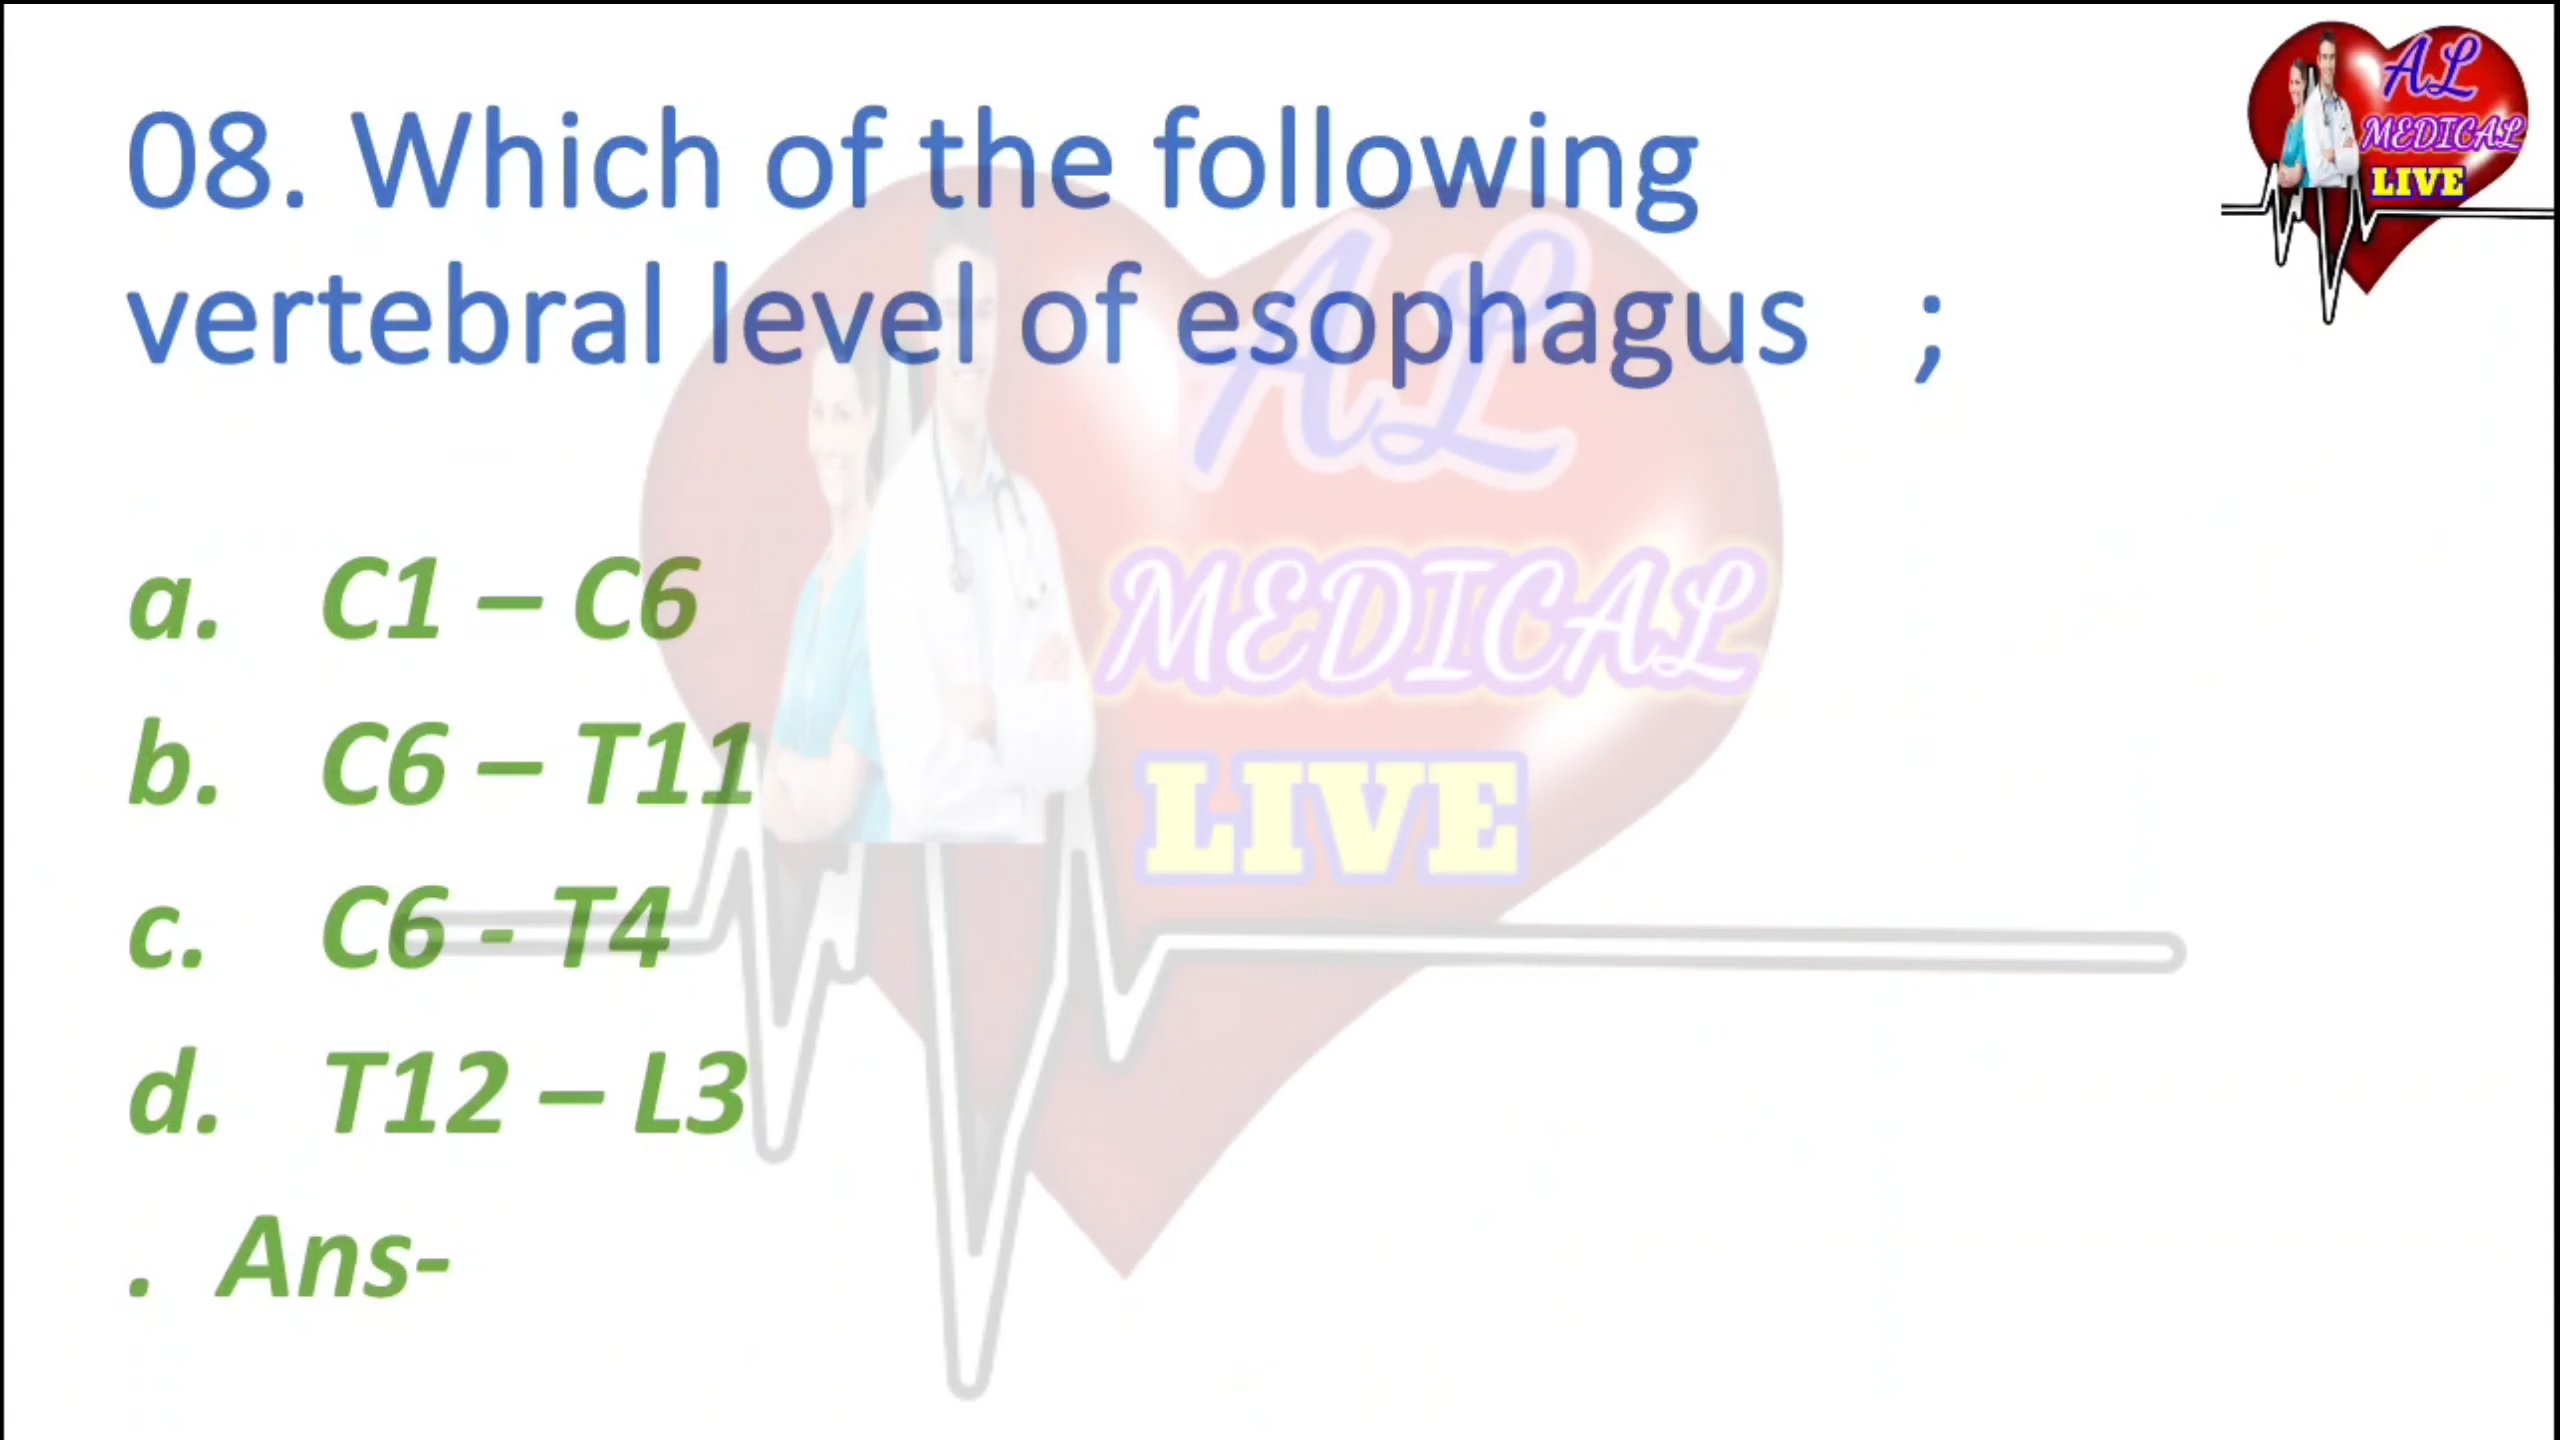 08. Which of the following
vertebral level of esophagus ;
a. C1 – C6
b. C6 – T11
c. C6 - T4
d. T12 – L3
. Ans-
AL
MEDICAL
LIVE
AL
MEDICAL
LIVE